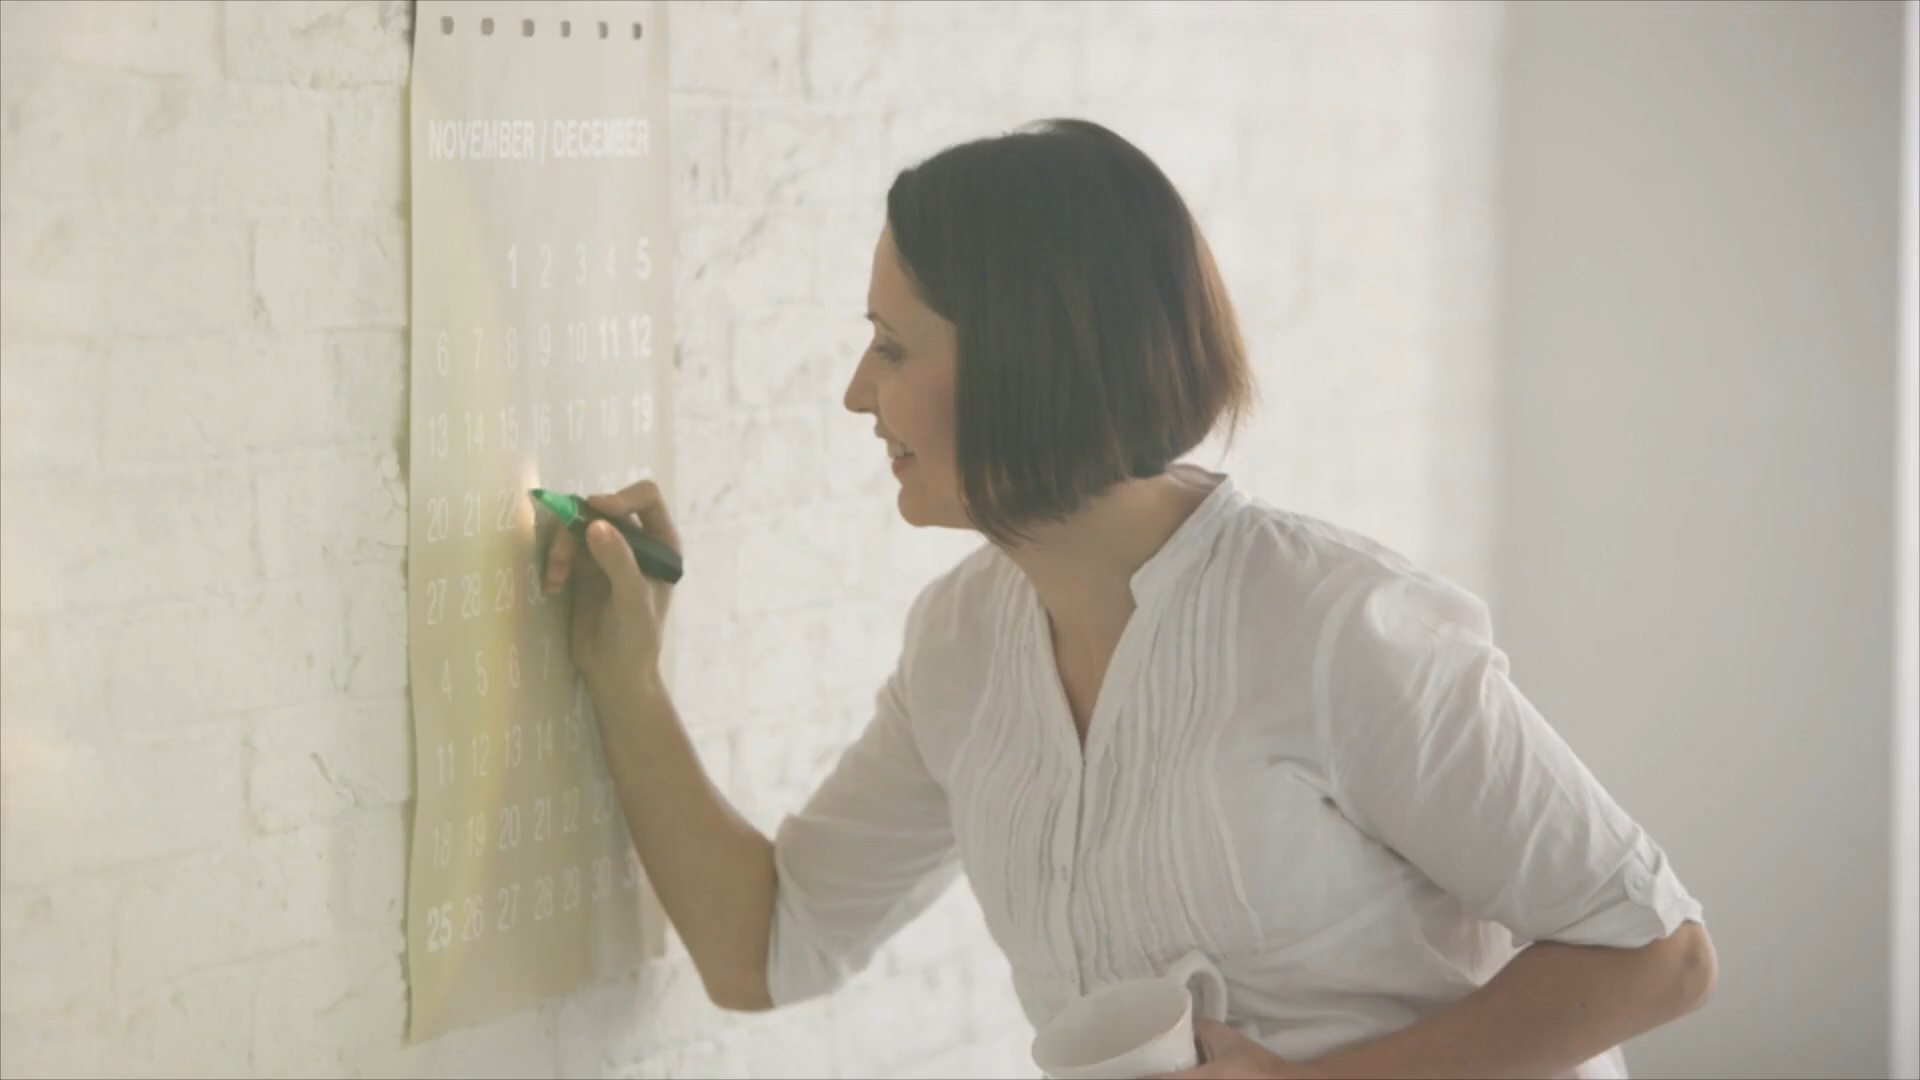 NOVEMBER / DECEMBER
1 2 3 4 5
6 7 8 9 10 11 12
13 14 15 16 17 18 19
20 21 22
27 28 29 30
4 5 6 7
11 12 13 14 15
18 19 20 21 22
25 26 27 28 29 30